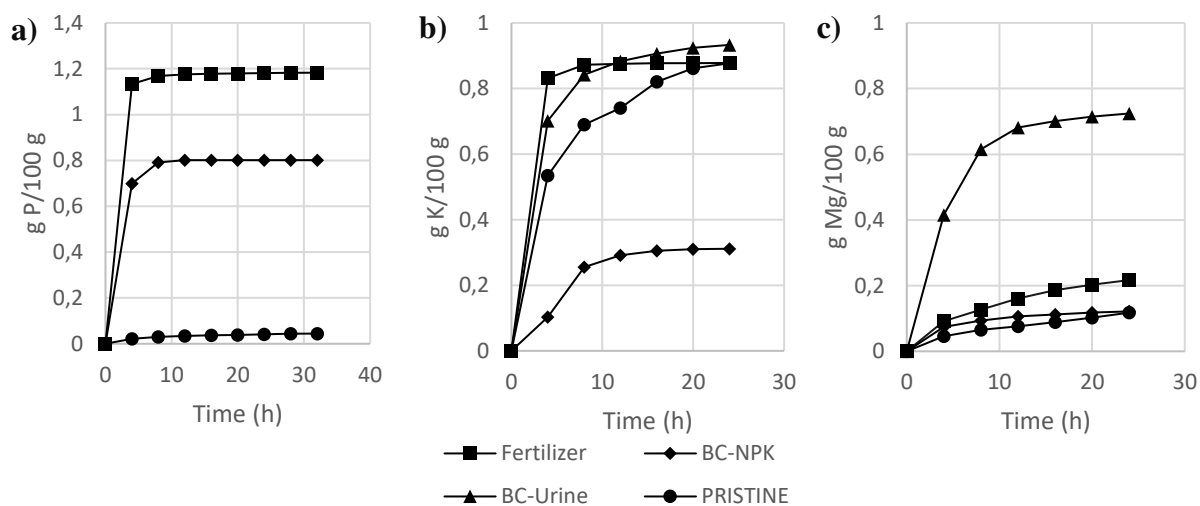 a)
1,4
1,2
1
0,8
0,6
0,4
0,2
0
g P/100 g
0 10 20 30 40
Time (h)
b)
1
0,8
0,6
0,4
0,2
0
g K/100 g
0 10 20 30
Time (h)
c)
1
0,8
0,6
0,4
0,2
0
g Mg/100 g
0 10 20 30
Time (h)
Fertilizer BC-NPK
BC-Urine PRISTINE